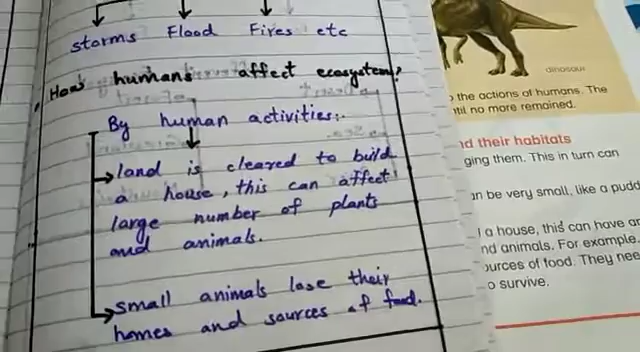 storms Flood Fires etc
How humans affect ecosystem?
By human activities:-
land is cleared to build
a house, this can affect
large number of plants
and animals.
Small animals lose their
homes and sources of food.
dinosaur
the actions of humans. The
no more remained.
and their habitats
ging them. This in turn can
an be very small, like a pudd
a house, this can have an
nd animals. For example,
ources of food. They nee
o survive.